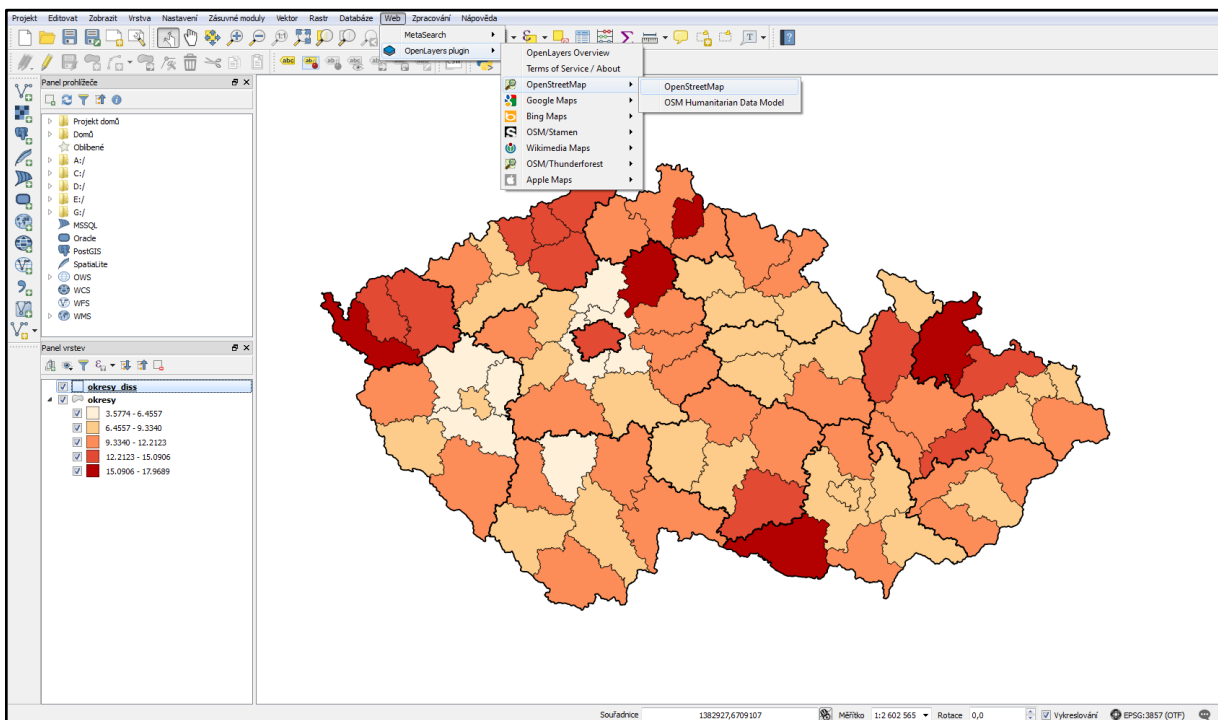 Projekt Editovat Zobrazit Vrstva Nastavení Zásuvné moduly Vektor Rastr Databáze Web Zpracování Nápověda
MetaSearch
OpenLayers plugin
OpenLayers Overview
Terms of Service / About
OpenStreetMap
Google Maps
Bing Maps
OSM/Stamen
Wikimedia Maps
OSM/Thunderforest
Apple Maps
OpenStreetMap
OSM Humanitarian Data Model
Panel prohlížeče
Projekt domů
Domů
Oblíbené
A:/
C:/
D:/
E:/
G:/
MSSQL
Oracle
PostGIS
SpatiaLite
OWS
WCS
WFS
WMS
Panel vrstev
okresy_diss
okresy
3.5774 - 6.4557
6.4557 - 9.3340
9.3340 - 12.2123
12.2123 - 15.0906
15.0906 - 17.9689
Souřadnice 1382927,6709107 Měřítko 1:2 602 565 Rotace 0,0 Vykreslování EPSG:3857 (OTF)